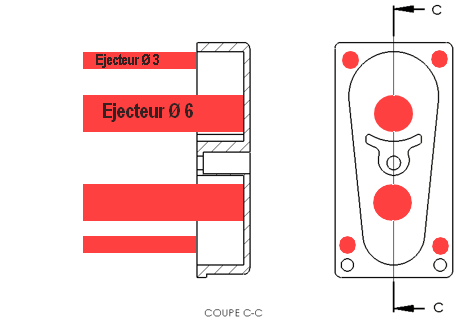 C
Ejecteur Ø 3
Ejecteur Ø 6
C
COUPE C-C